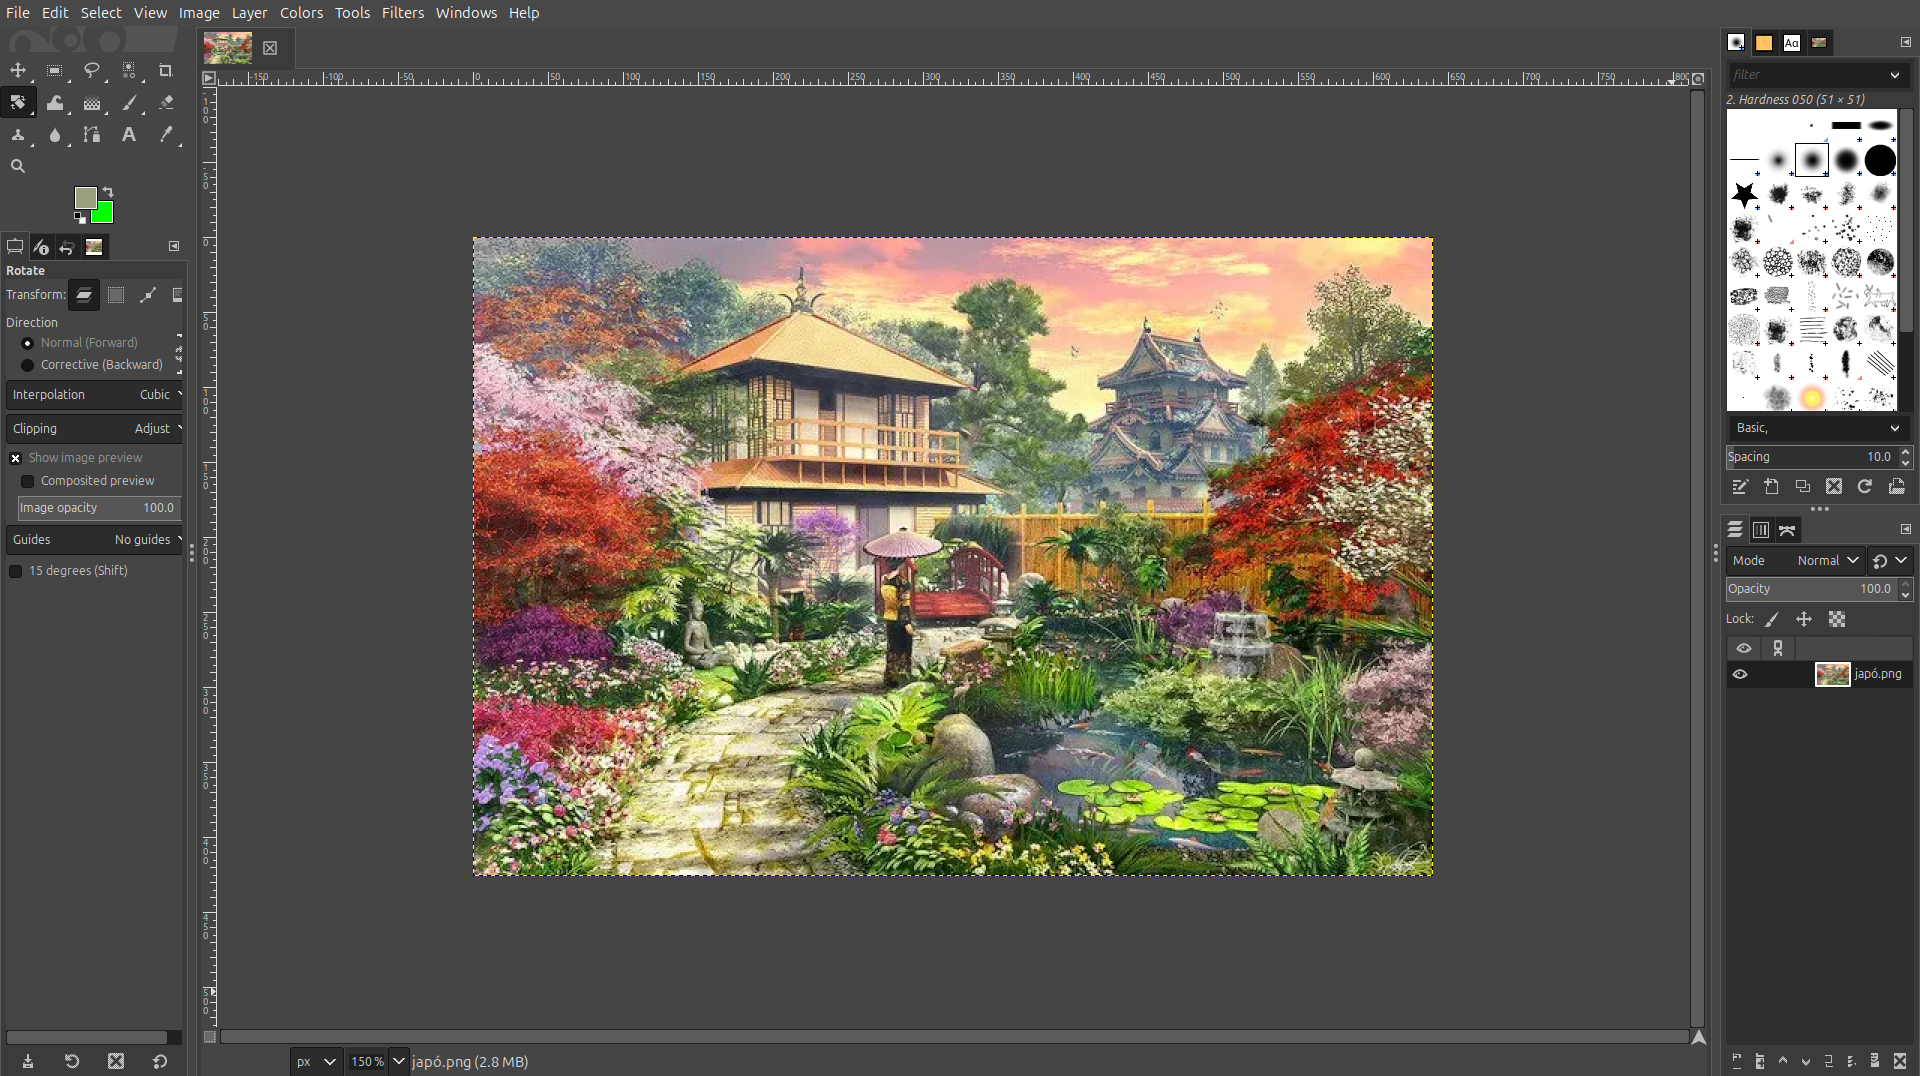 File Edit Select View Image Layer Colors Tools Filters Windows Help
-150 -100 -50 0 50 100 150 200 250 300 350 400 450 500 550 600 650 700 750 800
filter
2. Hardness 050 (51 × 51)
Rotate
Transform:
Direction
Normal (Forward)
Corrective (Backward)
Interpolation Cubic
Clipping Adjust
Show image preview
Composited preview
Image opacity 100.0
Guides No guides
15 degrees (Shift)
Basic,
Spacing 10.0
Mode Normal
Opacity 100.0
Lock:
japó.png
px 150 % japó.png (2.8 MB)